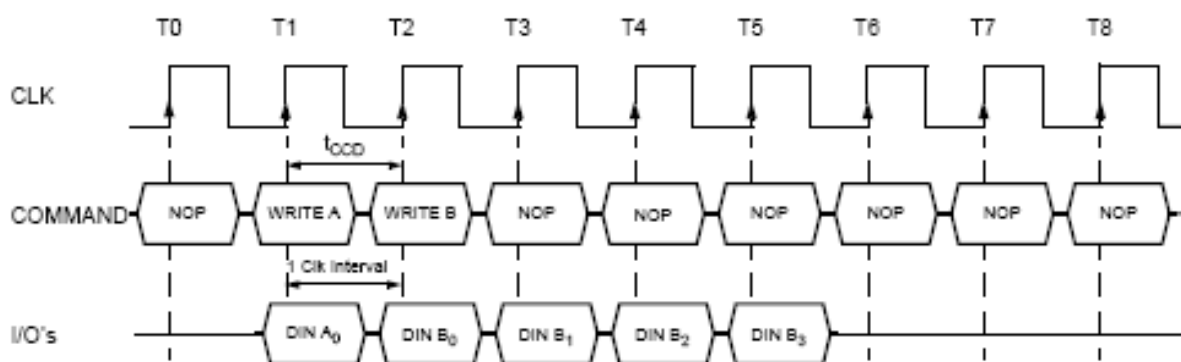 T0 T1 T2 T3 T4 T5 T6 T7 T8
CLK
tCCD
COMMAND NOP WRITE A WRITE B NOP NOP NOP NOP NOP NOP
1 Clk Interval
I/O's DIN A0 DIN B0 DIN B1 DIN B2 DIN B3